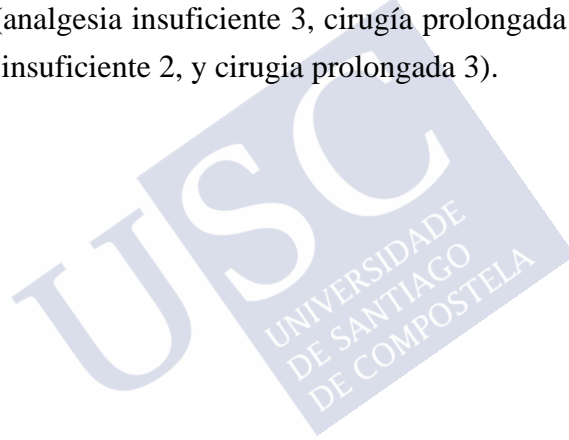 (analgesia insuficiente 3, cirugía prolongada
insuficiente 2, y cirugia prolongada 3).
USC
UNIVERSIDADE
DE SANTIAGO
DE COMPOSTELA